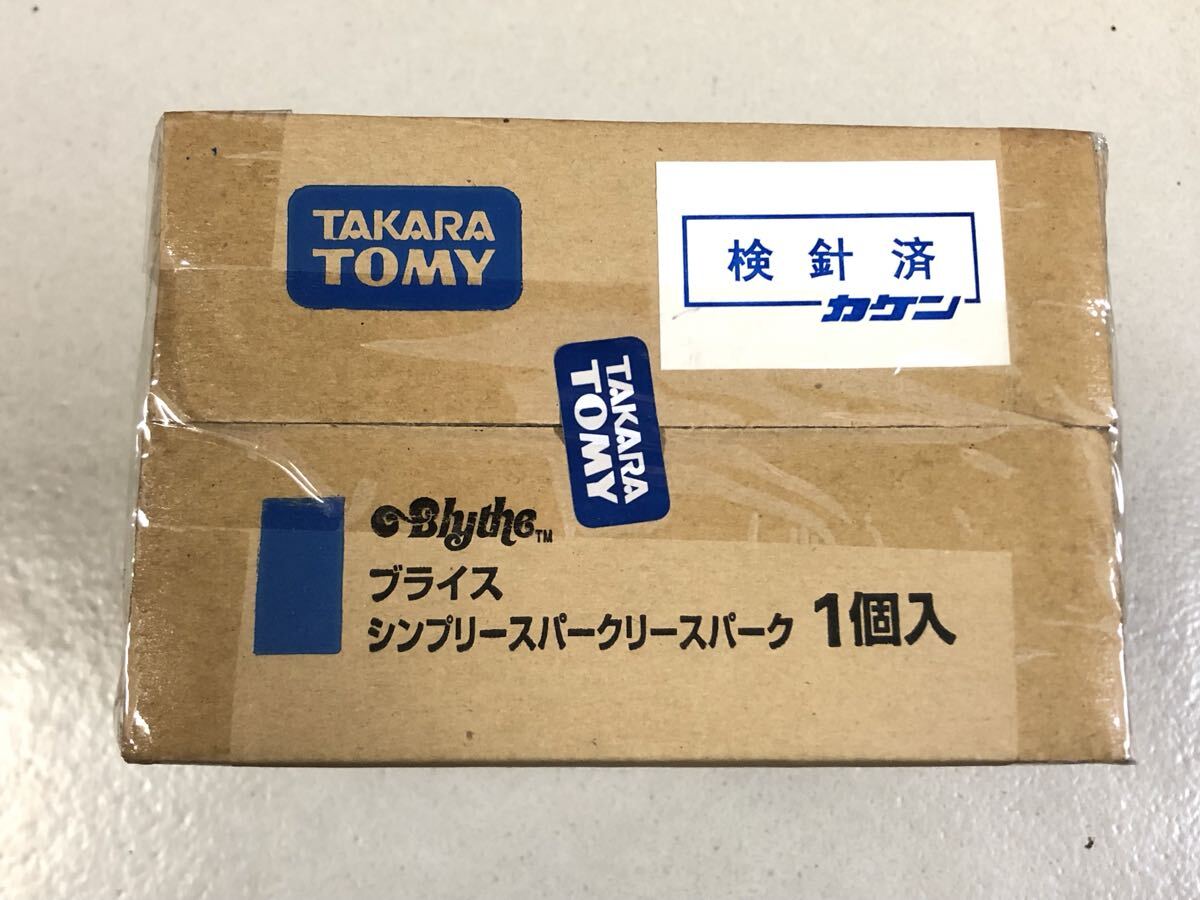 TAKARA
TOMY
検針済
カケン
TAKARA
TOMY
Blythe™
ブライス
シンプリースパークリースパーク 1個入